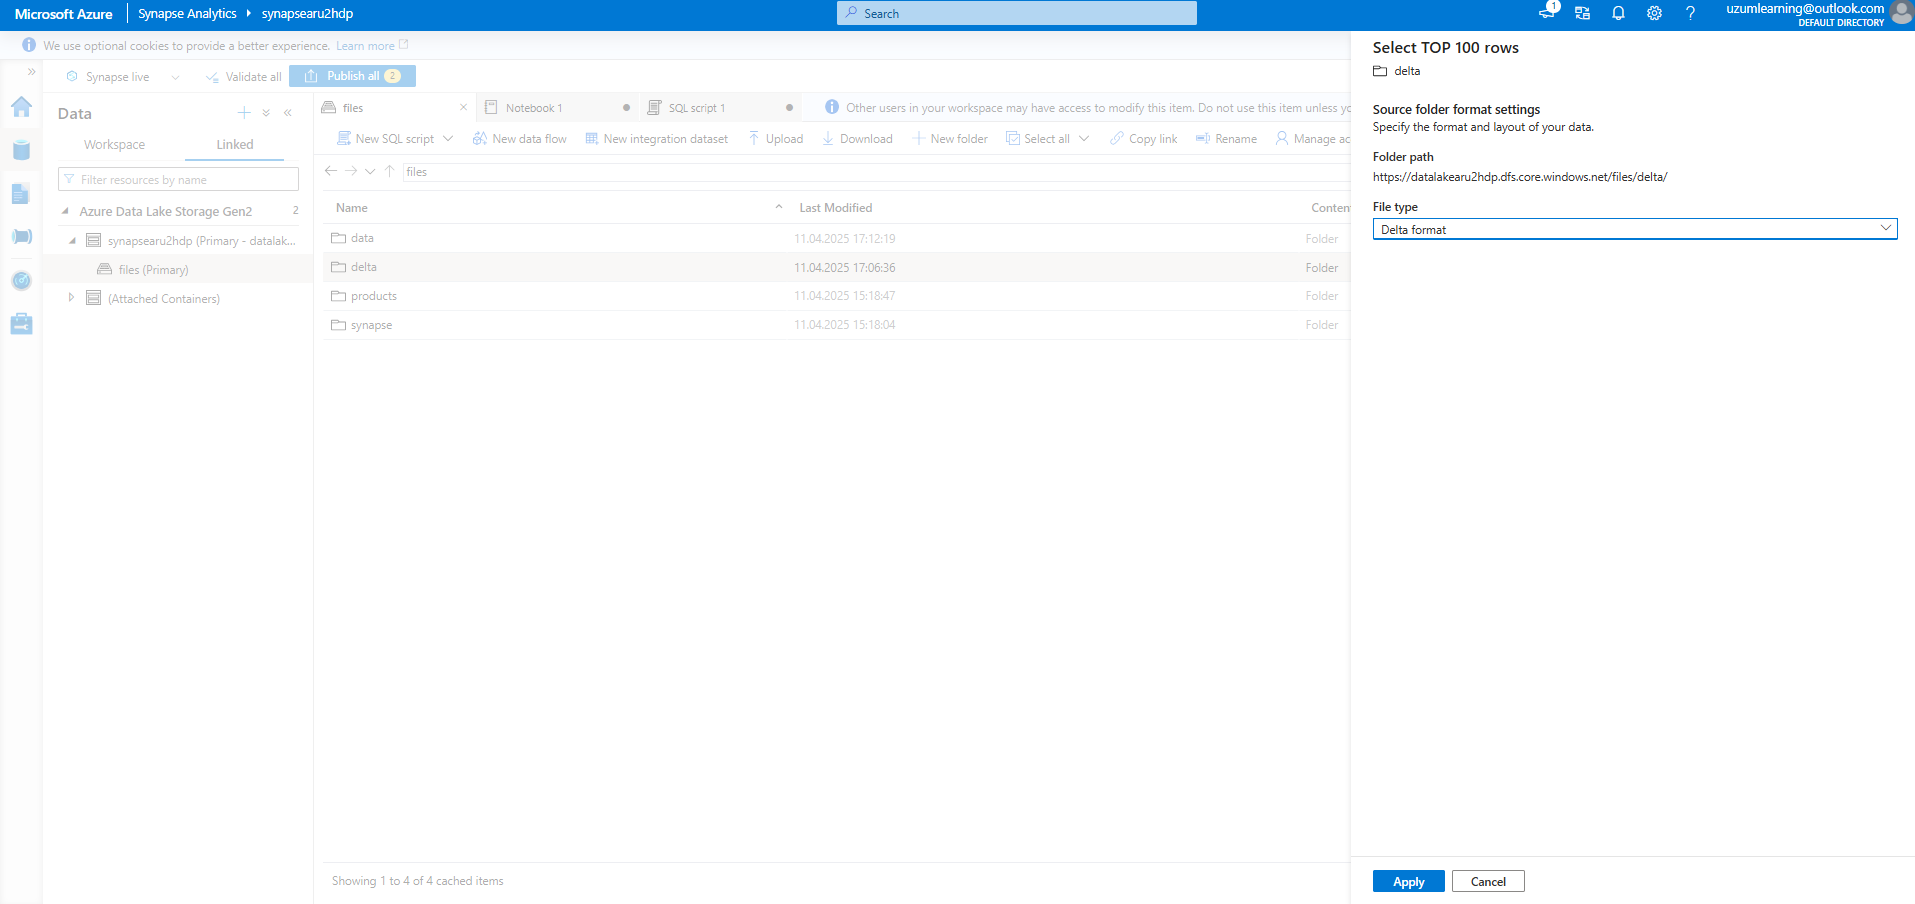 Microsoft Azure
Synapse Analytics
synapsearu2hdp
Search
1
uzumlearning@outlook.com
DEFAULT DIRECTORY
We use optional cookies to provide a better experience. Learn more
Synapse live
Validate all
Publish all 2
Data
Workspace
Linked
Filter resources by name
Azure Data Lake Storage Gen2 2
synapsearu2hdp (Primary - datalak...
files (Primary)
(Attached Containers)
files
Notebook 1
SQL script 1
Other users in your workspace may have access to modify this item. Do not use this item unless yo
New SQL script
New data flow
New integration dataset
Upload
Download
New folder
Select all
Copy link
Rename
Manage ac
files
Name Last Modified Conten
data 11.04.2025 17:12:19 Folder
delta 11.04.2025 17:06:36 Folder
products 11.04.2025 15:18:47 Folder
synapse 11.04.2025 15:18:04 Folder
Showing 1 to 4 of 4 cached items
Select TOP 100 rows
delta
Source folder format settings
Specify the format and layout of your data.
Folder path
https://datalakearu2hdp.dfs.core.windows.net/files/delta/
File type
Delta format
Apply
Cancel